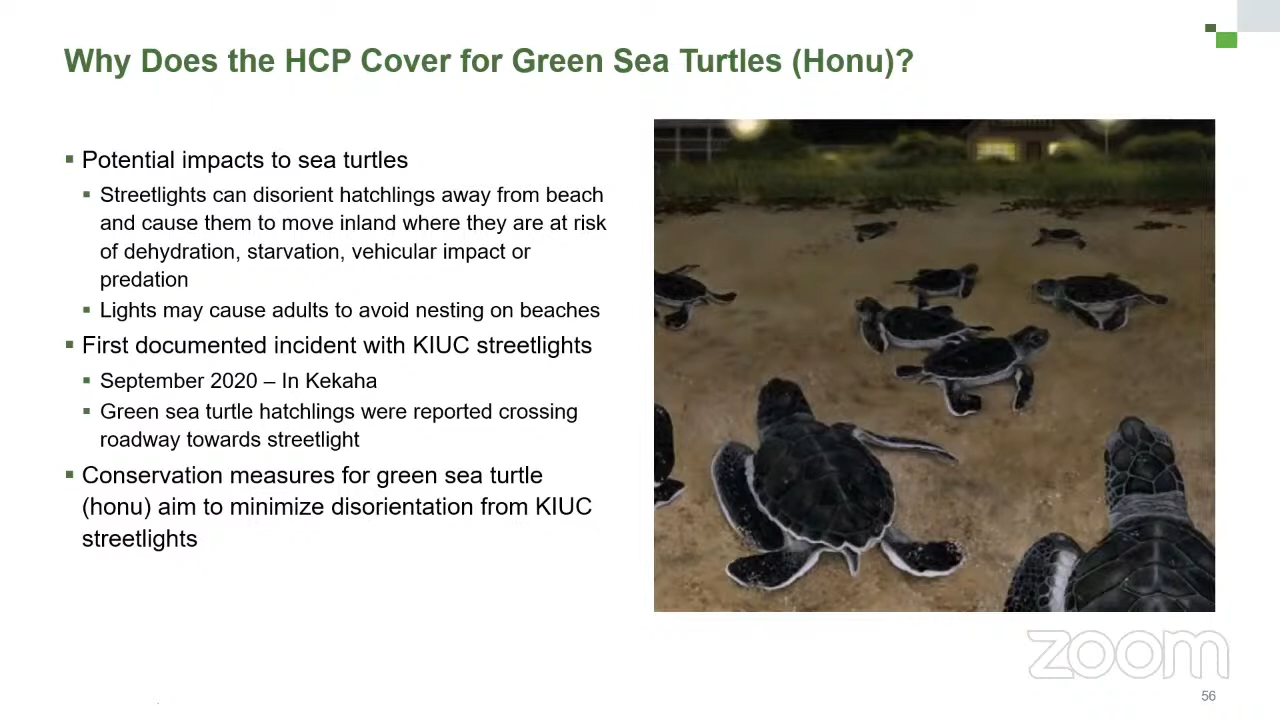 Why Does the HCP Cover for Green Sea Turtles (Honu)?
Potential impacts to sea turtles
Streetlights can disorient hatchlings away from beach
and cause them to move inland where they are at risk
of dehydration, starvation, vehicular impact or
predation
Lights may cause adults to avoid nesting on beaches
First documented incident with KIUC streetlights
September 2020 – In Kekaha
Green sea turtle hatchlings were reported crossing
roadway towards streetlight
Conservation measures for green sea turtle
(honu) aim to minimize disorientation from KIUC
streetlights
zoom
56